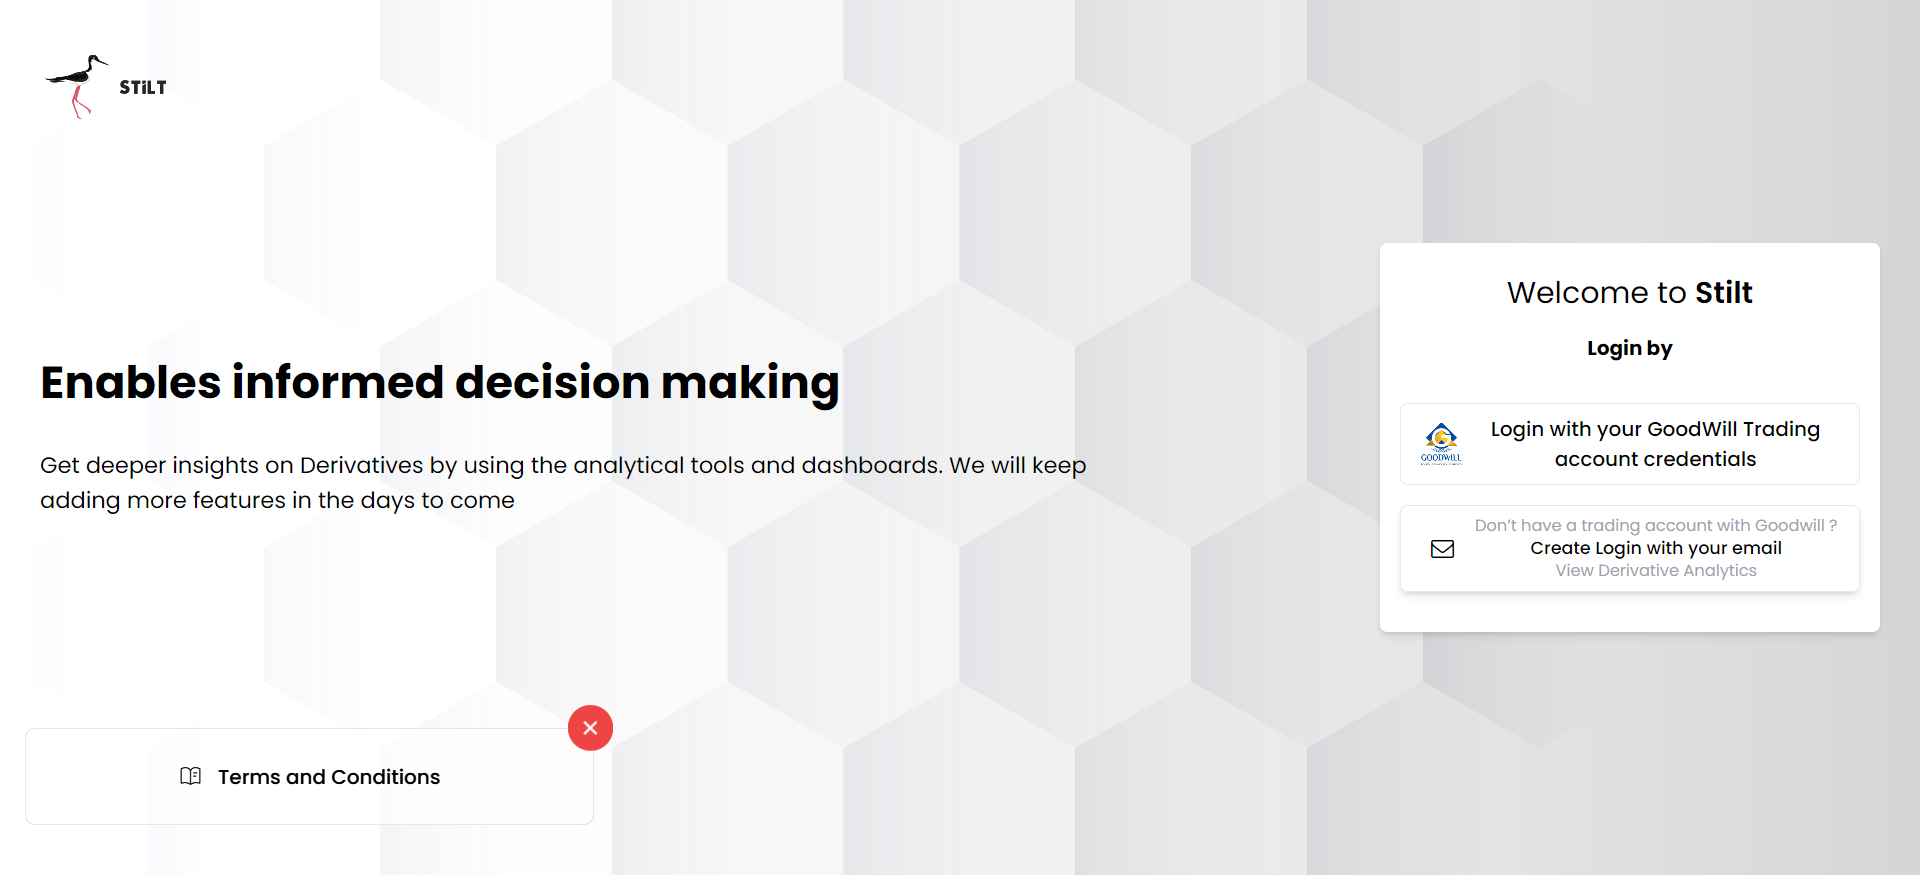 STiLT
Enables informed decision making
Get deeper insights on Derivatives by using the analytical tools and dashboards. We will keep
adding more features in the days to come
Terms and Conditions
Welcome to Stilt
Login by
GOODWILL
Login with your GoodWill Trading
account credentials
Don’t have a trading account with Goodwill ?
Create Login with your email
View Derivative Analytics